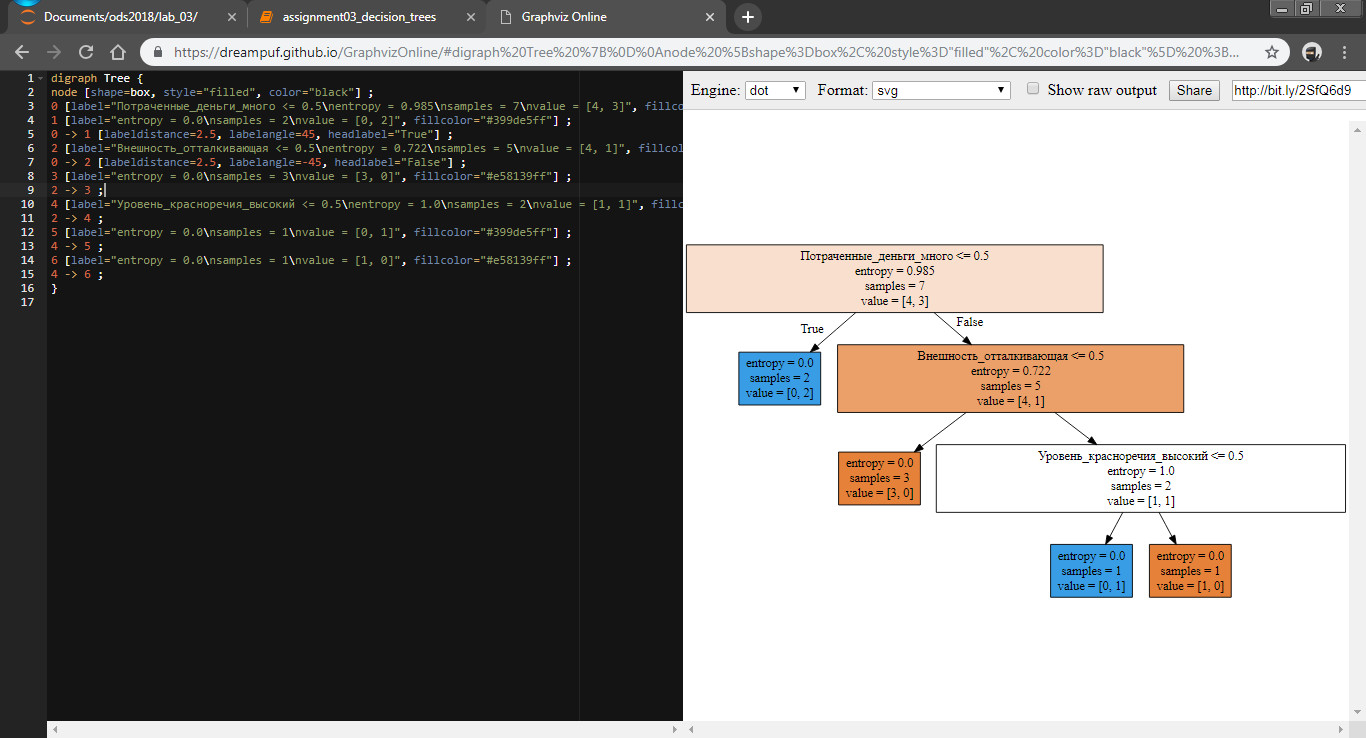 Documents/ods2018/lab_03/
assignment03_decision_trees
Graphviz Online
https://dreampuf.github.io/GraphvizOnline/#digraph%20Tree%20%7B%0D%0Anode%20%5Bshape%3Dbox%2C%20style%3D"filled"%2C%20color%3D"black"%5D%20%3B...
1 digraph Tree {
2 node [shape=box, style="filled", color="black"] ;
3 0 [label="Потраченные_деньги_много <= 0.5\nentropy = 0.985\nsamples = 7\nvalue = [4, 3]", fillco
4 1 [label="entropy = 0.0\nsamples = 2\nvalue = [0, 2]", fillcolor="#399de5ff"] ;
5 0 -> 1 [labeldistance=2.5, labelangle=45, headlabel="True"] ;
6 2 [label="Внешность_отталкивающая <= 0.5\nentropy = 0.722\nsamples = 5\nvalue = [4, 1]", fillcol
7 0 -> 2 [labeldistance=2.5, labelangle=-45, headlabel="False"] ;
8 3 [label="entropy = 0.0\nsamples = 3\nvalue = [3, 0]", fillcolor="#e58139ff"] ;
9 2 -> 3 ;
10 4 [label="Уровень_красноречия_высокий <= 0.5\nentropy = 1.0\nsamples = 2\nvalue = [1, 1]", fillc
11 2 -> 4 ;
12 5 [label="entropy = 0.0\nsamples = 1\nvalue = [0, 1]", fillcolor="#399de5ff"] ;
13 4 -> 5 ;
14 6 [label="entropy = 0.0\nsamples = 1\nvalue = [1, 0]", fillcolor="#e58139ff"] ;
15 4 -> 6 ;
16 }
17
Engine: dot Format: svg Show raw output Share http://bit.ly/2SfQ6d9
Потраченные_деньги_много <= 0.5
entropy = 0.985
samples = 7
value = [4, 3]
True
False
entropy = 0.0
samples = 2
value = [0, 2]
Внешность_отталкивающая <= 0.5
entropy = 0.722
samples = 5
value = [4, 1]
entropy = 0.0
samples = 3
value = [3, 0]
Уровень_красноречия_высокий <= 0.5
entropy = 1.0
samples = 2
value = [1, 1]
entropy = 0.0
samples = 1
value = [0, 1]
entropy = 0.0
samples = 1
value = [1, 0]